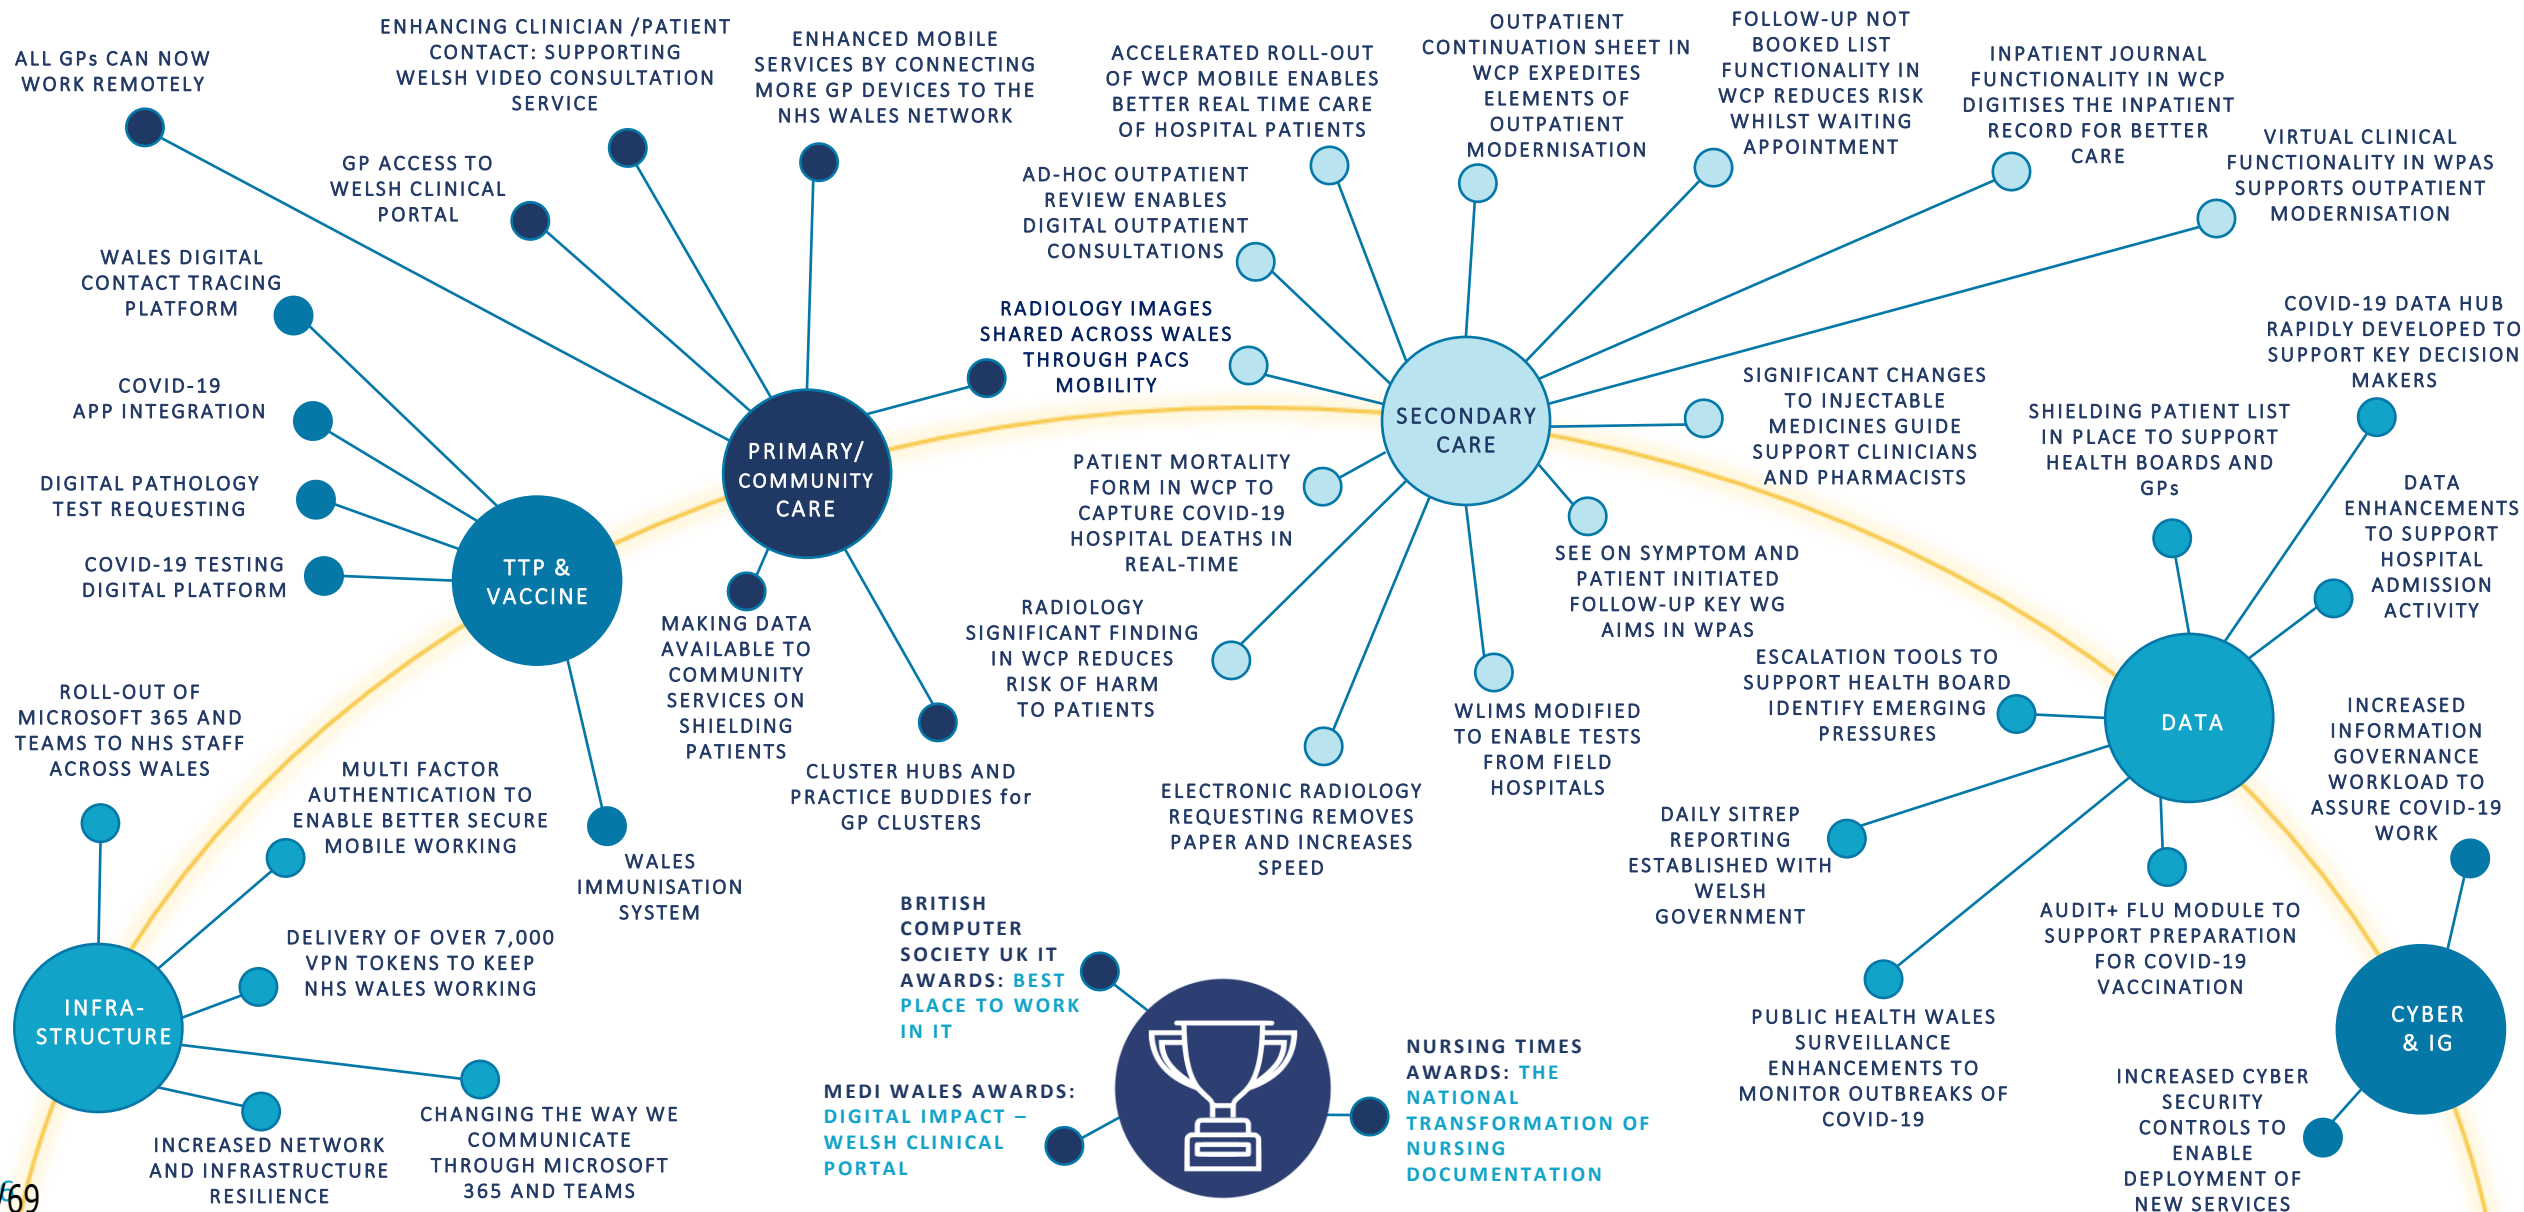 ALL GPs CAN NOW
WORK REMOTELY
ENHANCING CLINICIAN /PATIENT
CONTACT: SUPPORTING
WELSH VIDEO CONSULTATION
SERVICE
ENHANCED MOBILE
SERVICES BY CONNECTING
MORE GP DEVICES TO THE
NHS WALES NETWORK
GP ACCESS TO
WELSH CLINICAL
PORTAL
ACCELERATED ROLL-OUT
OF WCP MOBILE ENABLES
BETTER REAL TIME CARE
OF HOSPITAL PATIENTS
OUTPATIENT
CONTINUATION SHEET IN
WCP EXPEDITES
ELEMENTS OF
OUTPATIENT
MODERNISATION
FOLLOW-UP NOT
BOOKED LIST
FUNCTIONALITY IN
WCP REDUCES RISK
WHILST WAITING
APPOINTMENT
INPATIENT JOURNAL
FUNCTIONALITY IN WCP
DIGITISES THE INPATIENT
RECORD FOR BETTER
CARE
VIRTUAL CLINICAL
FUNCTIONALITY IN WPAS
SUPPORTS OUTPATIENT
MODERNISATION
AD-HOC OUTPATIENT
REVIEW ENABLES
DIGITAL OUTPATIENT
CONSULTATIONS
RADIOLOGY IMAGES
SHARED ACROSS WALES
THROUGH PACS
MOBILITY
WALES DIGITAL
CONTACT TRACING
PLATFORM
COVID-19
APP INTEGRATION
DIGITAL PATHOLOGY
TEST REQUESTING
COVID-19 TESTING
DIGITAL PLATFORM
TTP &
VACCINE
PRIMARY/
COMMUNITY
CARE
SECONDARY
CARE
PATIENT MORTALITY
FORM IN WCP TO
CAPTURE COVID-19
HOSPITAL DEATHS IN
REAL-TIME
SIGNIFICANT CHANGES
TO INJECTABLE
MEDICINES GUIDE
SUPPORT CLINICIANS
AND PHARMACISTS
SEE ON SYMPTOM AND
PATIENT INITIATED
FOLLOW-UP KEY WG
AIMS IN WPAS
COVID-19 DATA HUB
RAPIDLY DEVELOPED TO
SUPPORT KEY DECISION
MAKERS
SHIELDING PATIENT LIST
IN PLACE TO SUPPORT
HEALTH BOARDS AND
GPs
DATA
ENHANCEMENTS
TO SUPPORT
HOSPITAL
ADMISSION
ACTIVITY
MAKING DATA
AVAILABLE TO
COMMUNITY
SERVICES ON
SHIELDING
PATIENTS
CLUSTER HUBS AND
PRACTICE BUDDIES for
GP CLUSTERS
RADIOLOGY
SIGNIFICANT FINDING
IN WCP REDUCES
RISK OF HARM
TO PATIENTS
ELECTRONIC RADIOLOGY
REQUESTING REMOVES
PAPER AND INCREASES
SPEED
WLIMS MODIFIED
TO ENABLE TESTS
FROM FIELD
HOSPITALS
ESCALATION TOOLS TO
SUPPORT HEALTH BOARD
IDENTIFY EMERGING
PRESSURES
DATA
DAILY SITREP
REPORTING
ESTABLISHED WITH
WELSH
GOVERNMENT
INCREASED
INFORMATION
GOVERNANCE
WORKLOAD TO
ASSURE COVID-19
WORK
AUDIT+ FLU MODULE TO
SUPPORT PREPARATION
FOR COVID-19
VACCINATION
PUBLIC HEALTH WALES
SURVEILLANCE
ENHANCEMENTS TO
MONITOR OUTBREAKS OF
COVID-19
CYBER
& IG
INCREASED CYBER
SECURITY
CONTROLS TO
ENABLE
DEPLOYMENT OF
NEW SERVICES
ROLL-OUT OF
MICROSOFT 365 AND
TEAMS TO NHS STAFF
ACROSS WALES
MULTI FACTOR
AUTHENTICATION TO
ENABLE BETTER SECURE
MOBILE WORKING
WALES
IMMUNISATION
SYSTEM
DELIVERY OF OVER 7,000
VPN TOKENS TO KEEP
NHS WALES WORKING
INFRA-
STRUCTURE
INCREASED NETWORK
AND INFRASTRUCTURE
RESILIENCE
CHANGING THE WAY WE
COMMUNICATE
THROUGH MICROSOFT
365 AND TEAMS
BRITISH
COMPUTER
SOCIETY UK IT
AWARDS: BEST
PLACE TO WORK
IN IT
MEDI WALES AWARDS:
DIGITAL IMPACT –
WELSH CLINICAL
PORTAL
NURSING TIMES
AWARDS: THE
NATIONAL
TRANSFORMATION OF
NURSING
DOCUMENTATION
/69